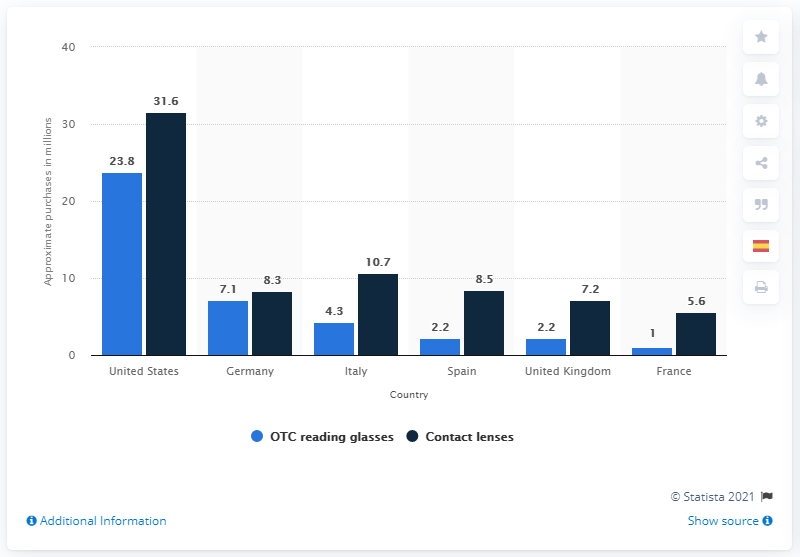 40
30
20
10
0
Approximate purchases in millions
23.8
31.6
7.1
8.3
4.3
10.7
2.2
8.5
2.2
7.2
1
5.6
United States
Germany
Italy
Spain
United Kingdom
France
Country
OTC reading glasses
Contact lenses
© Statista 2021
Additional Information
Show source